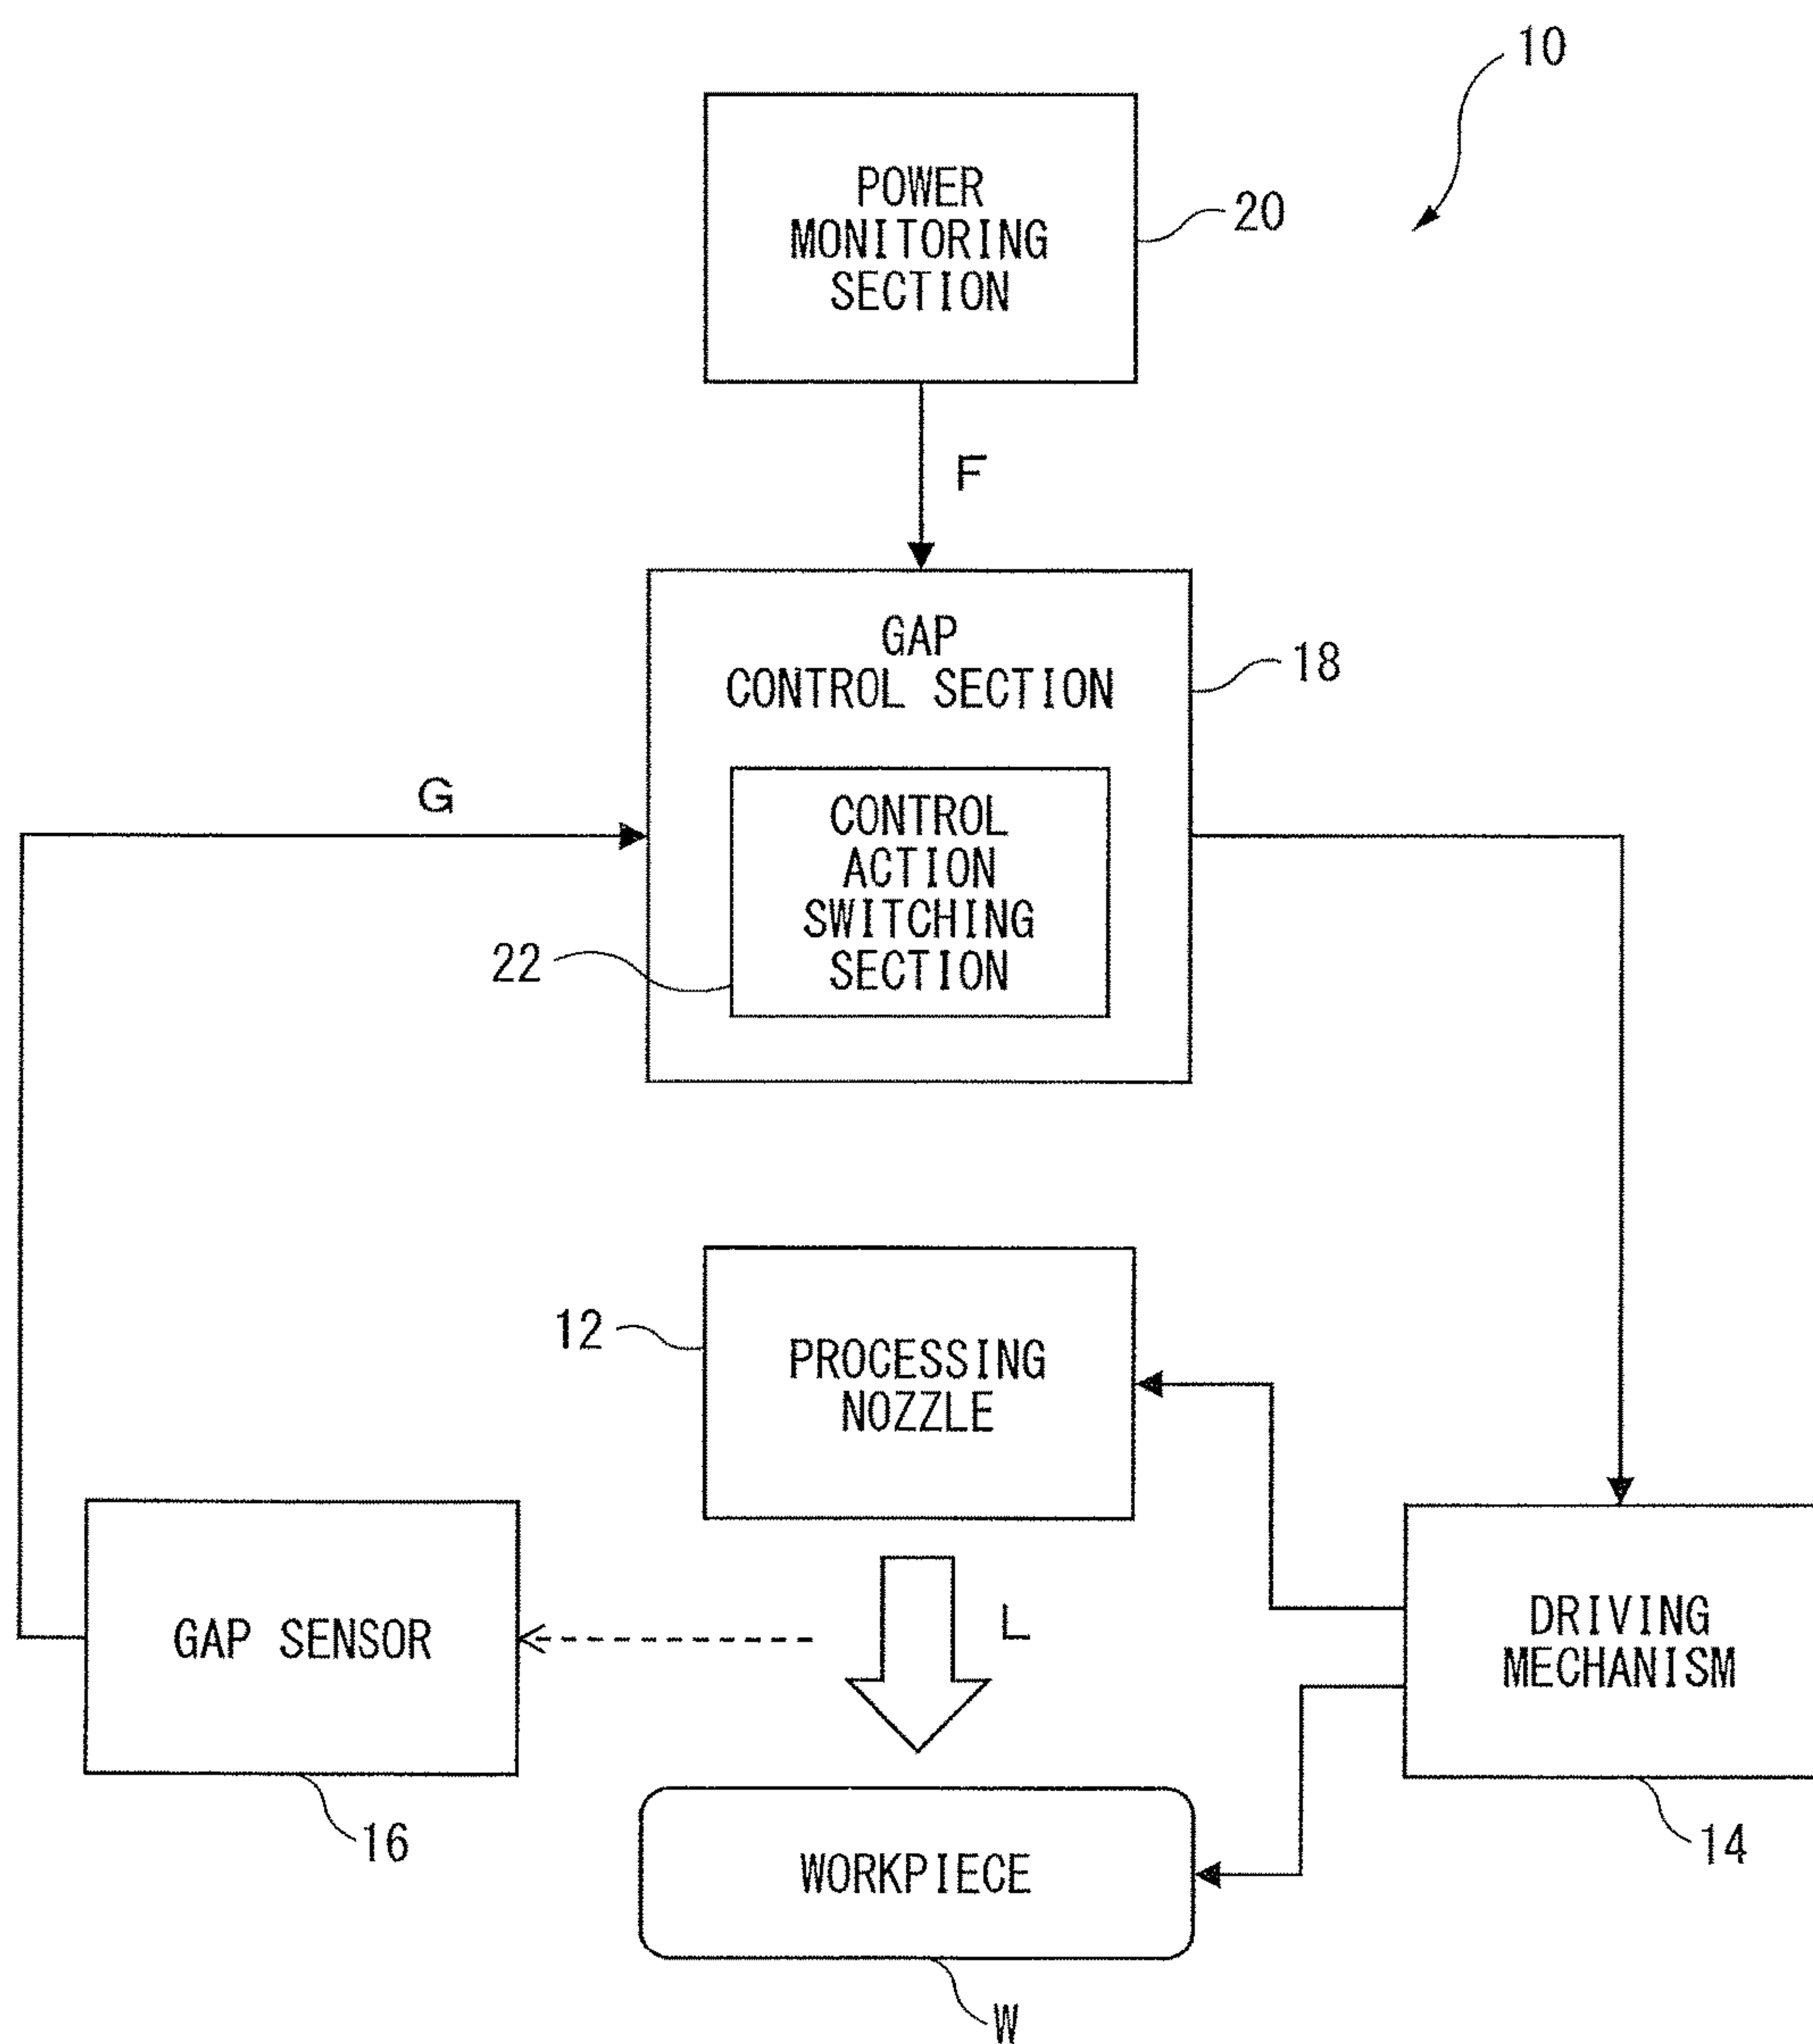 10
POWER
MONITORING
SECTION
20
F
GAP
CONTROL SECTION
18
G
CONTROL
ACTION
SWITCHING
SECTION
22
12
PROCESSING
NOZZLE
GAP SENSOR
L
DRIVING
MECHANISM
16
14
WORKPIECE
W